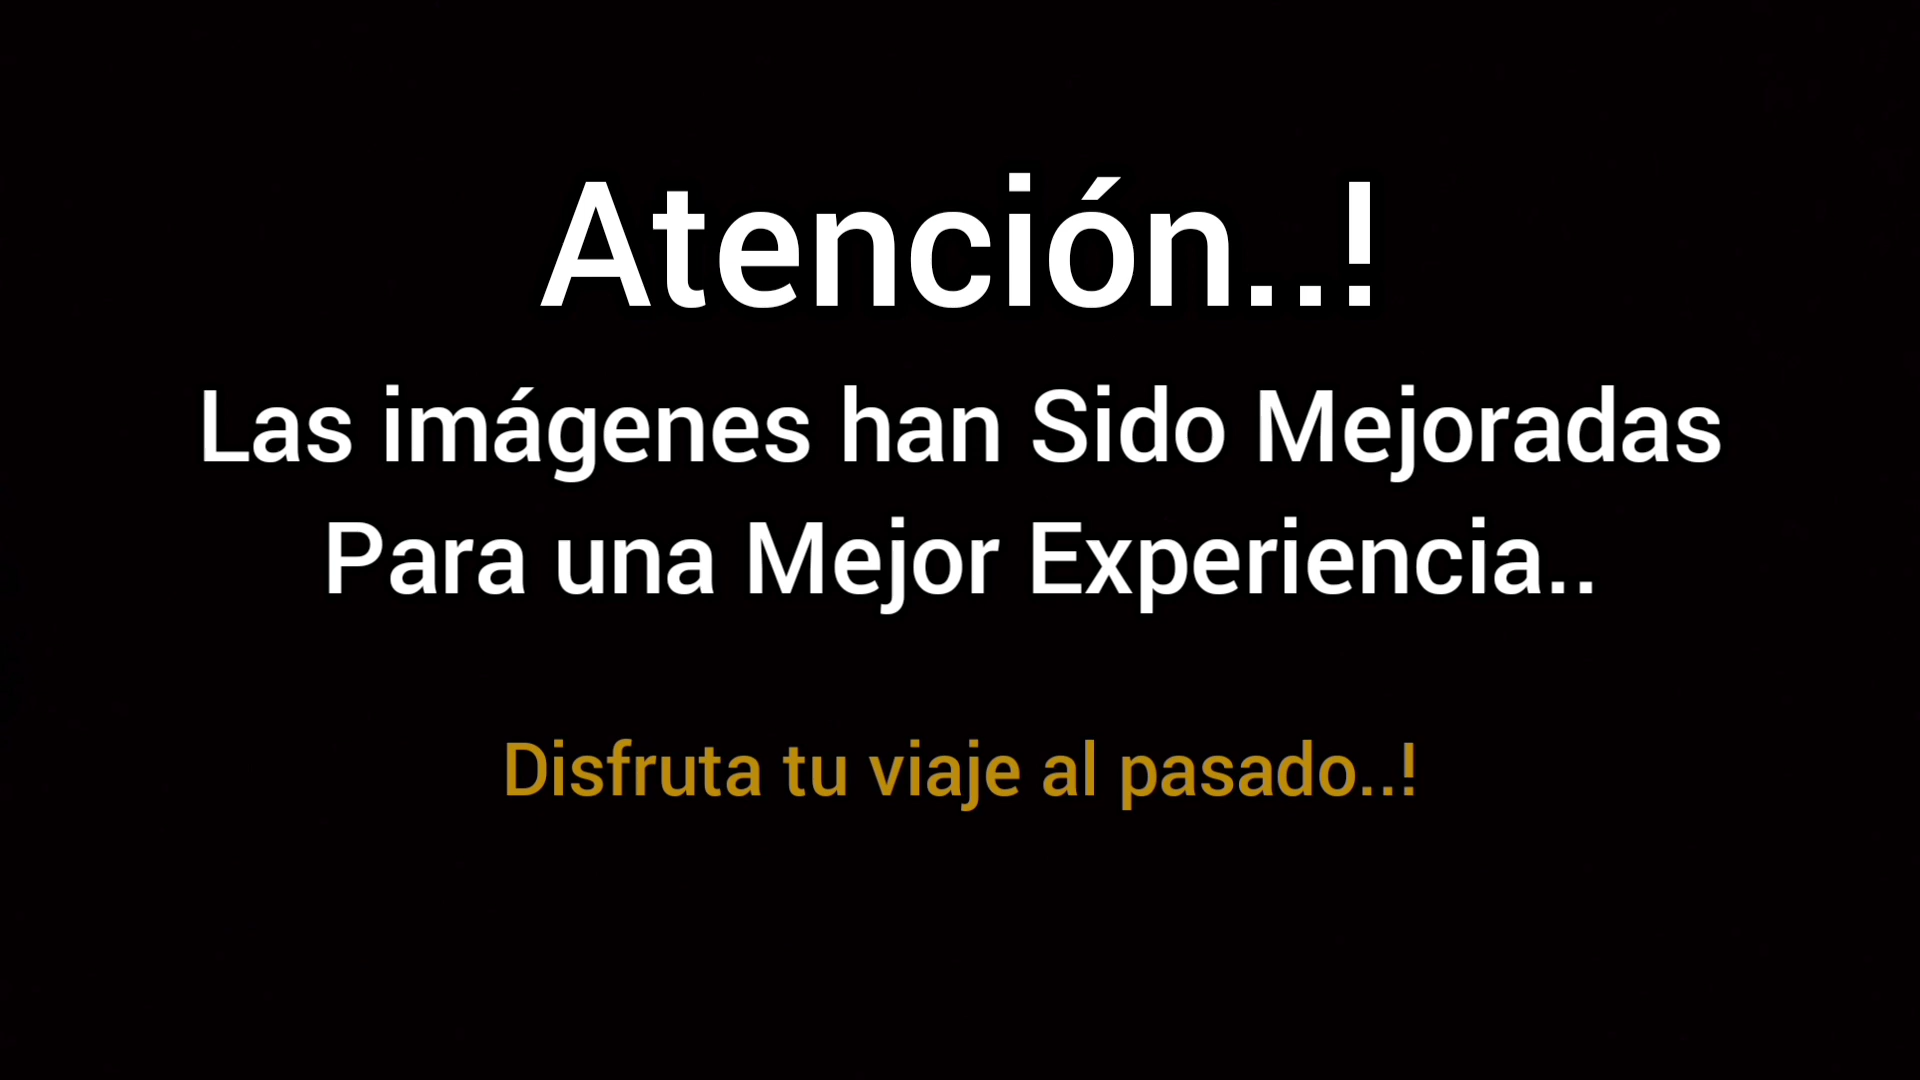 Atención..!
Las imágenes han Sido Mejoradas
Para una Mejor Experiencia..
Disfruta tu viaje al pasado..!